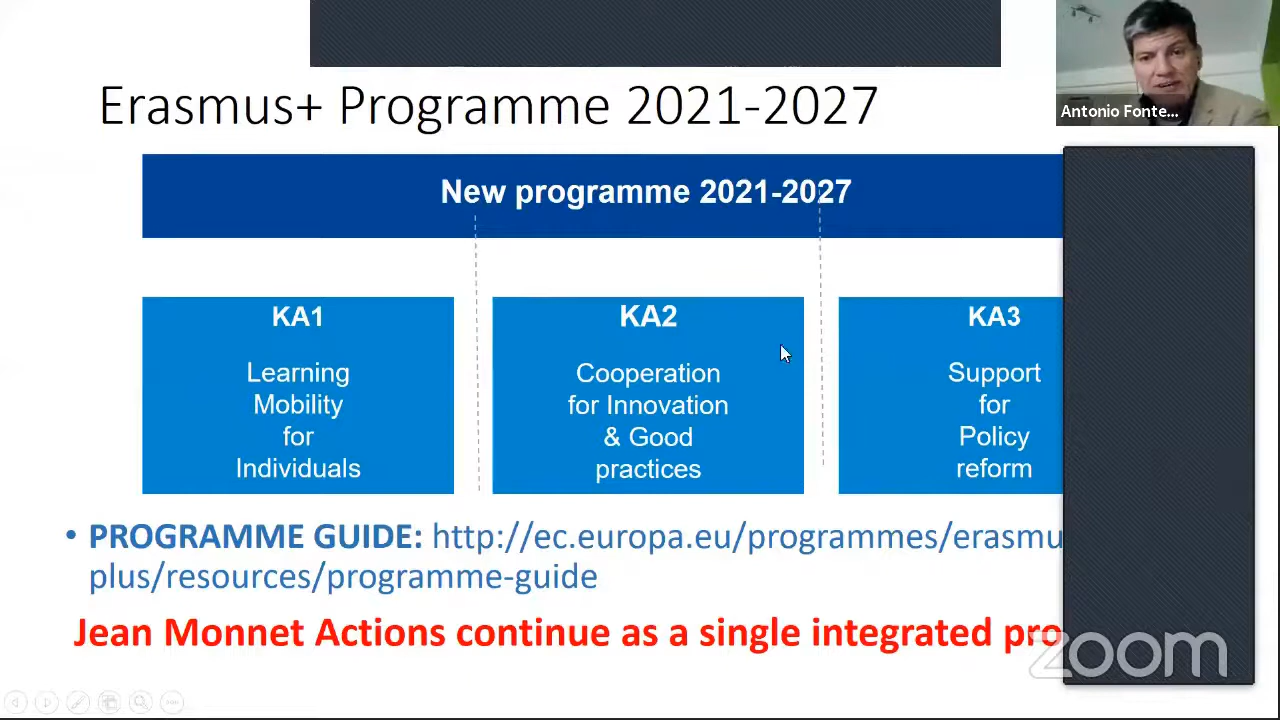 Erasmus+ Programme 2021-2027
Antonio Fonte...
New programme 2021-2027
KA1
Learning
Mobility
for
Individuals
KA2
Cooperation
for Innovation
& Good
practices
KA3
Support
for
Policy
reform
• PROGRAMME GUIDE: http://ec.europa.eu/programmes/erasmu
plus/resources/programme-guide
Jean Monnet Actions continue as a single integrated pro
zoom